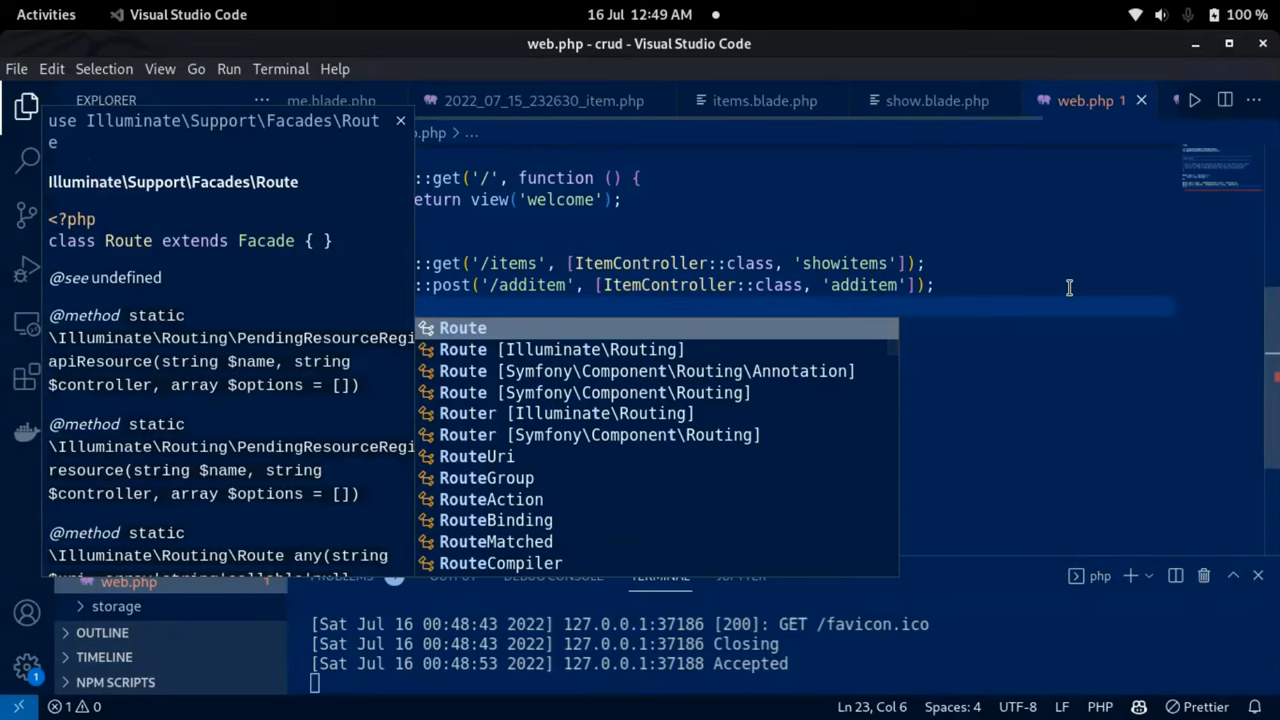 Activities
Visual Studio Code
16 Jul 12:49 AM
100 %
web.php - crud - Visual Studio Code
File Edit Selection View Go Run Terminal Help
EXPLORER
me.blade.php
2022_07_15_232630_item.php
items.blade.php
show.blade.php
web.php 1
.php > ...
use Illuminate\Support\Facades\Rout
e
Illuminate\Support\Facades\Route
<?php
class Route extends Facade { }
@see undefined
@method static
\Illuminate\Routing\PendingResourceRegi
apiResource(string $name, string
$controller, array $options = [])
@method static
\Illuminate\Routing\PendingResourceRegi
resource(string $name, string
$controller, array $options = [])
@method static
\Illuminate\Routing\Route any(string
::get('/', function () {
eturn view('welcome');
::get('/items', [ItemController::class, 'showitems']);
::post('/additem', [ItemController::class, 'additem']);
Route
Route [Illuminate\Routing]
Route [Symfony\Component\Routing\Annotation]
Route [Symfony\Component\Routing]
Router [Illuminate\Routing]
Router [Symfony\Component\Routing]
RouteUri
RouteGroup
RouteAction
RouteBinding
RouteMatched
RouteCompiler
web.php 1
storage
OUTLINE
TIMELINE
NPM SCRIPTS
TERMINAL
php
[Sat Jul 16 00:48:43 2022] 127.0.0.1:37186 [200]: GET /favicon.ico
[Sat Jul 16 00:48:43 2022] 127.0.0.1:37186 Closing
[Sat Jul 16 00:48:53 2022] 127.0.0.1:37188 Accepted
1
1 0
Ln 23, Col 6
Spaces: 4
UTF-8
LF
PHP
Prettier